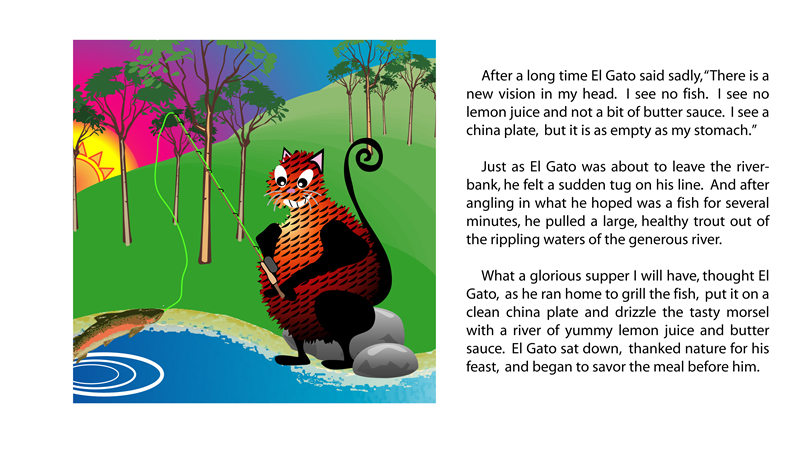 After a long time El Gato said sadly,“There is a
new vision in my head. I see no fish. I see no
lemon juice and not a bit of butter sauce. I see a
china plate, but it is as empty as my stomach.”
Just as El Gato was about to leave the river-
bank, he felt a sudden tug on his line. And after
angling in what he hoped was a fish for several
minutes, he pulled a large, healthy trout out of
the rippling waters of the generous river.
What a glorious supper I will have, thought El
Gato, as he ran home to grill the fish, put it on a
clean china plate and drizzle the tasty morsel
with a river of yummy lemon juice and butter
sauce. El Gato sat down, thanked nature for his
feast, and began to savor the meal before him.